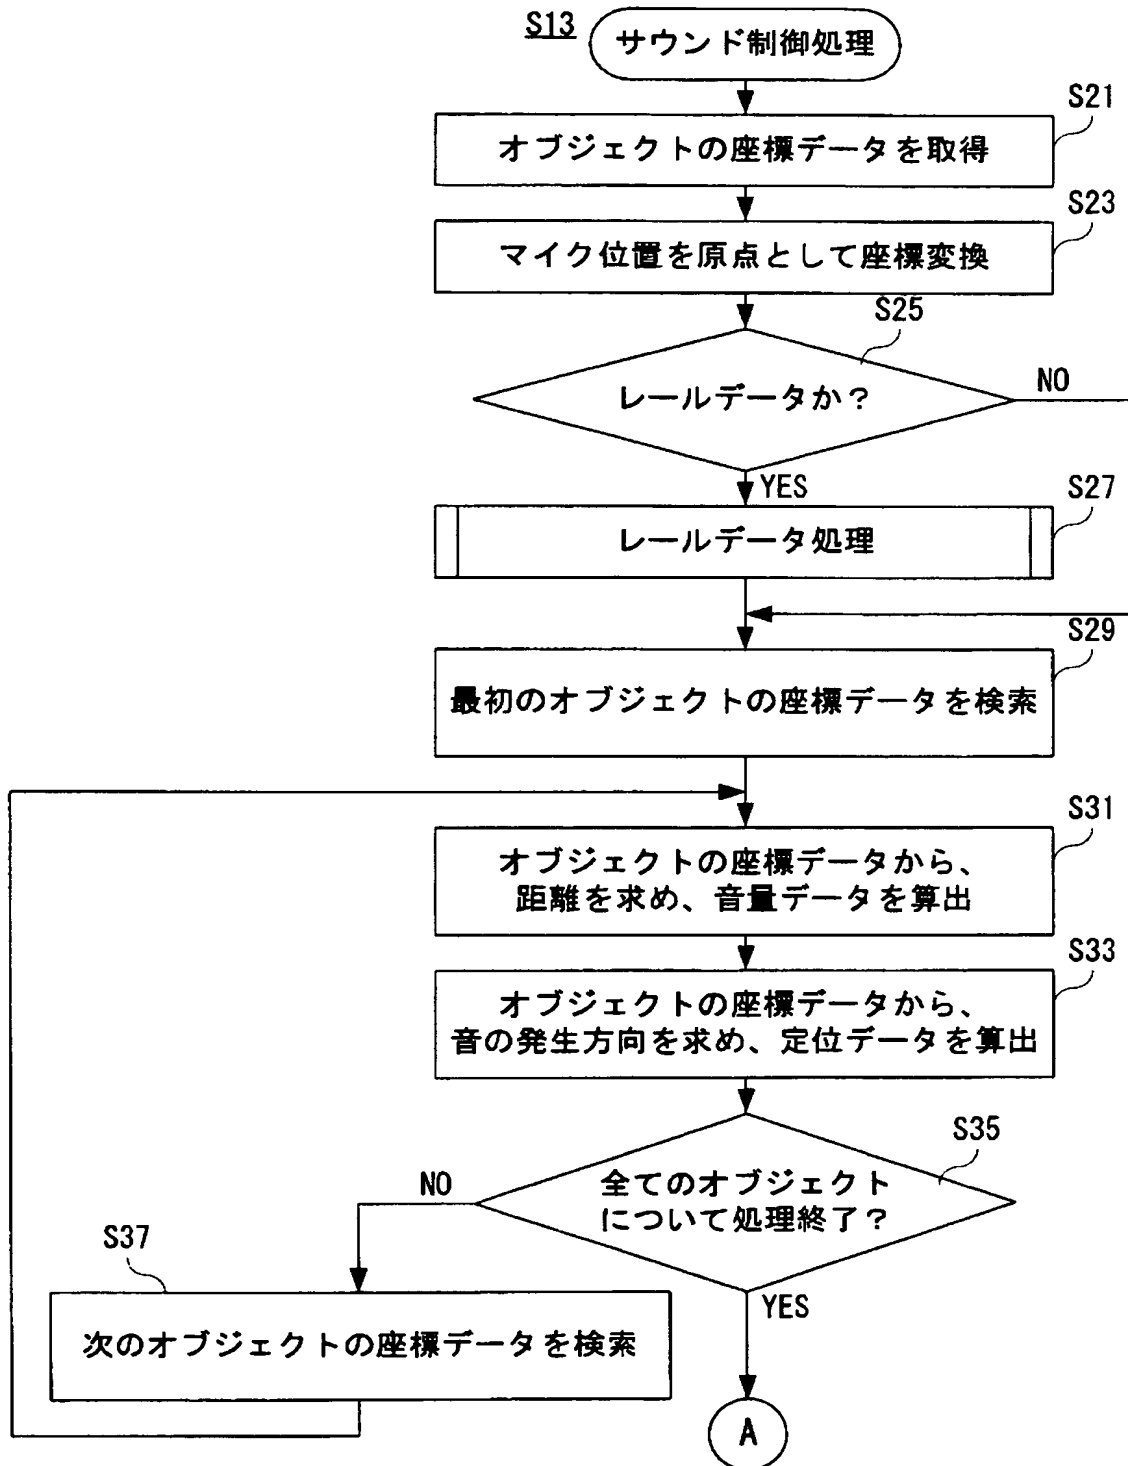 S13
サウンド制御処理
S21
オブジェクトの座標データを取得
S23
マイク位置を原点として座標変換
S25
レールデータか?
NO
YES
S27
レールデータ処理
S29
最初のオブジェクトの座標データを検索
S31
オブジェクトの座標データから、
距離を求め、音量データを算出
S33
オブジェクトの座標データから、
音の発生方向を求め、定位データを算出
S35
全てのオブジェクト
について処理終了?
NO
YES
S37
次のオブジェクトの座標データを検索
A